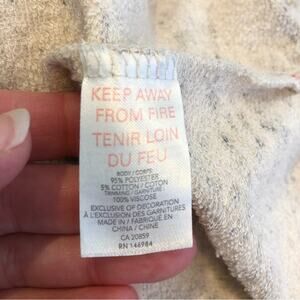 KEEP AWAY
FROM FIRE
TENIR LOIN
DU FEU
BODY / CORPS:
95% POLYESTER
5% COTTON / COTON
TRIMMING / GARNITURE:
100% VISCOSE
EXCLUSIVE OF DECORATION
À L'EXCLUSION DES GARNITURES
MADE IN / FABRIQUÉ EN
CHINA / CHINE
CA 20859
RN 146984